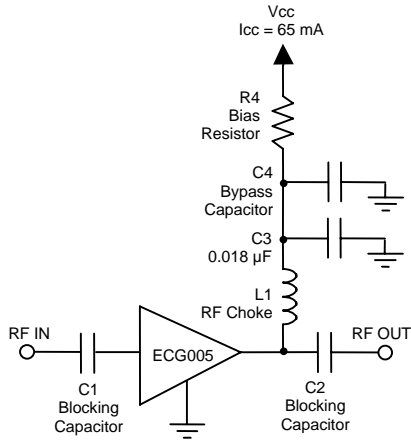 Vcc
Icc = 65 mA
R4
Bias
Resistor
C4
Bypass
Capacitor
C3
0.018 µF
L1
RF Choke
RF IN
RF OUT
ECG005
C1
Blocking
Capacitor
C2
Blocking
Capacitor